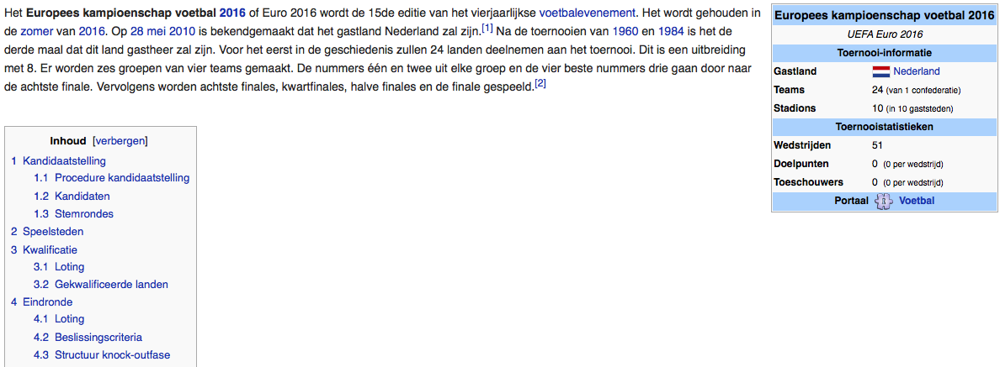 Het Europees kampioenschap voetbal 2016 of Euro 2016 wordt de 15de editie van het vierjaarlijkse voetbalevenement. Het wordt gehouden in
de zomer van 2016. Op 28 mei 2010 is bekendgemaakt dat het gastland Nederland zal zijn.[1] Na de toernooien van 1960 en 1984 is het de
derde maal dat dit land gastheer zal zijn. Voor het eerst in de geschiedenis zullen 24 landen deelnemen aan het toernooi. Dit is een uitbreiding
met 8. Er worden zes groepen van vier teams gemaakt. De nummers één en twee uit elke groep en de vier beste nummers drie gaan door naar
de achtste finale. Vervolgens worden achtste finales, kwartfinales, halve finales en de finale gespeeld.[2]
Inhoud [verbergen]
1 Kandidaatstelling
1.1 Procedure kandidaatstelling
1.2 Kandidaten
1.3 Stemrondes
2 Speelsteden
3 Kwalificatie
3.1 Loting
3.2 Gekwalificeerde landen
4 Eindronde
4.1 Loting
4.2 Beslissingscriteria
4.3 Structuur knock-outfase
Europees kampioenschap voetbal 2016
UEFA Euro 2016
Toernooi-informatie
Gastland Nederland
Teams 24 (van 1 confederatie)
Stadions 10 (in 10 gaststeden)
Toernooistatistieken
Wedstrijden 51
Doelpunten 0 (0 per wedstrijd)
Toeschouwers 0 (0 per wedstrijd)
Portaal Voetbal